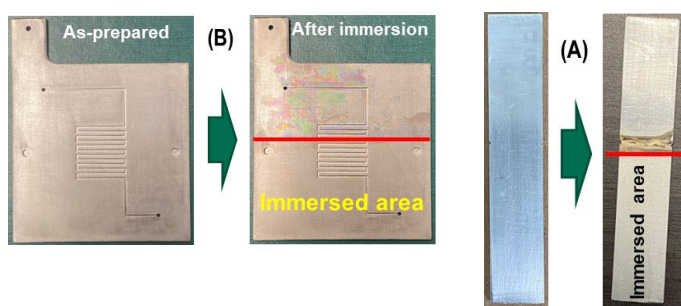 As-prepared
(B)
After immersion
Immersed area
(A)
Immersed area